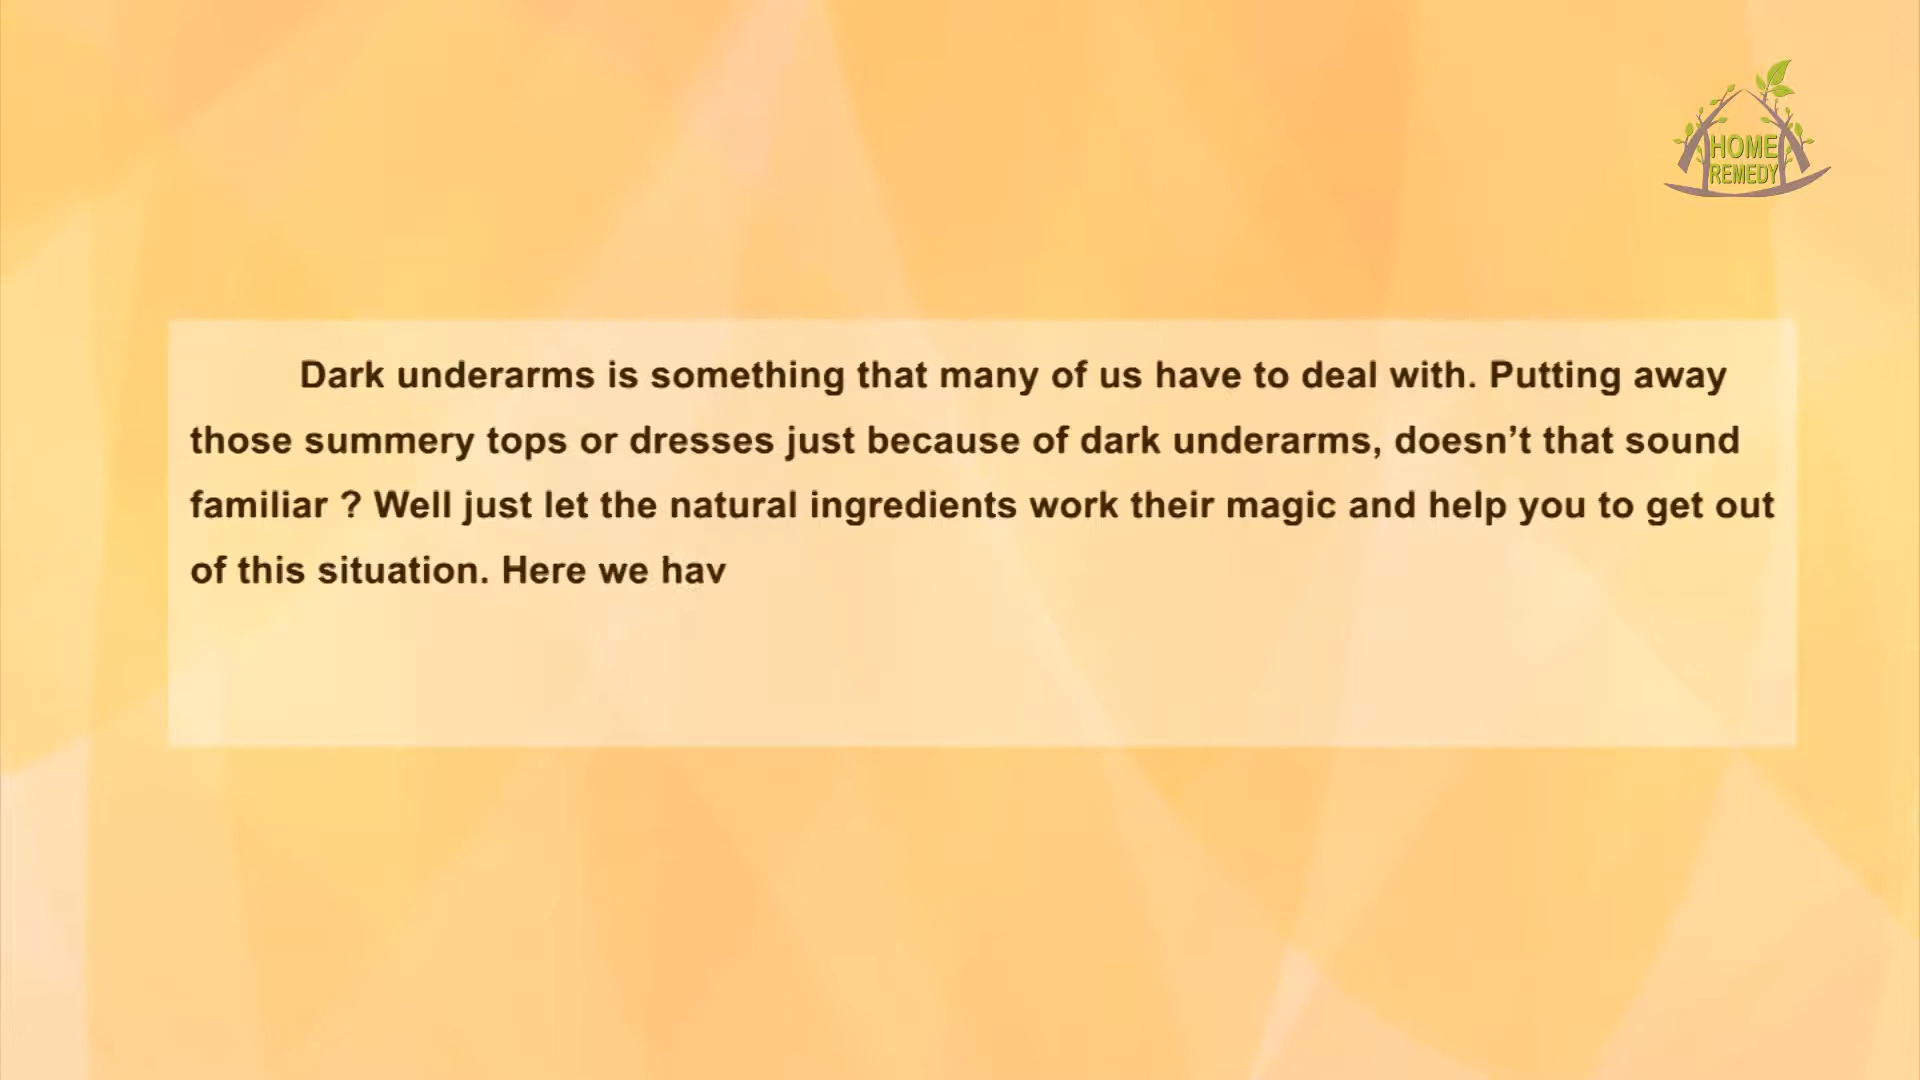 HOME
REMEDY
Dark underarms is something that many of us have to deal with. Putting away
those summery tops or dresses just because of dark underarms, doesn’t that sound
familiar ? Well just let the natural ingredients work their magic and help you to get out
of this situation. Here we hav